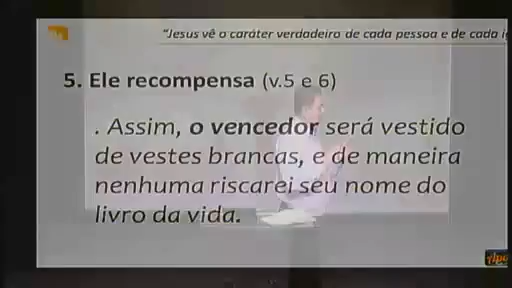 "Jesus vê o caráter verdadeiro de cada pessoa e de cada
5. Ele recompensa (v.5 e 6)
. Assim, o vencedor será vestido
de vestes brancas, e de maneira
nenhuma riscarei seu nome do
livro da vida.